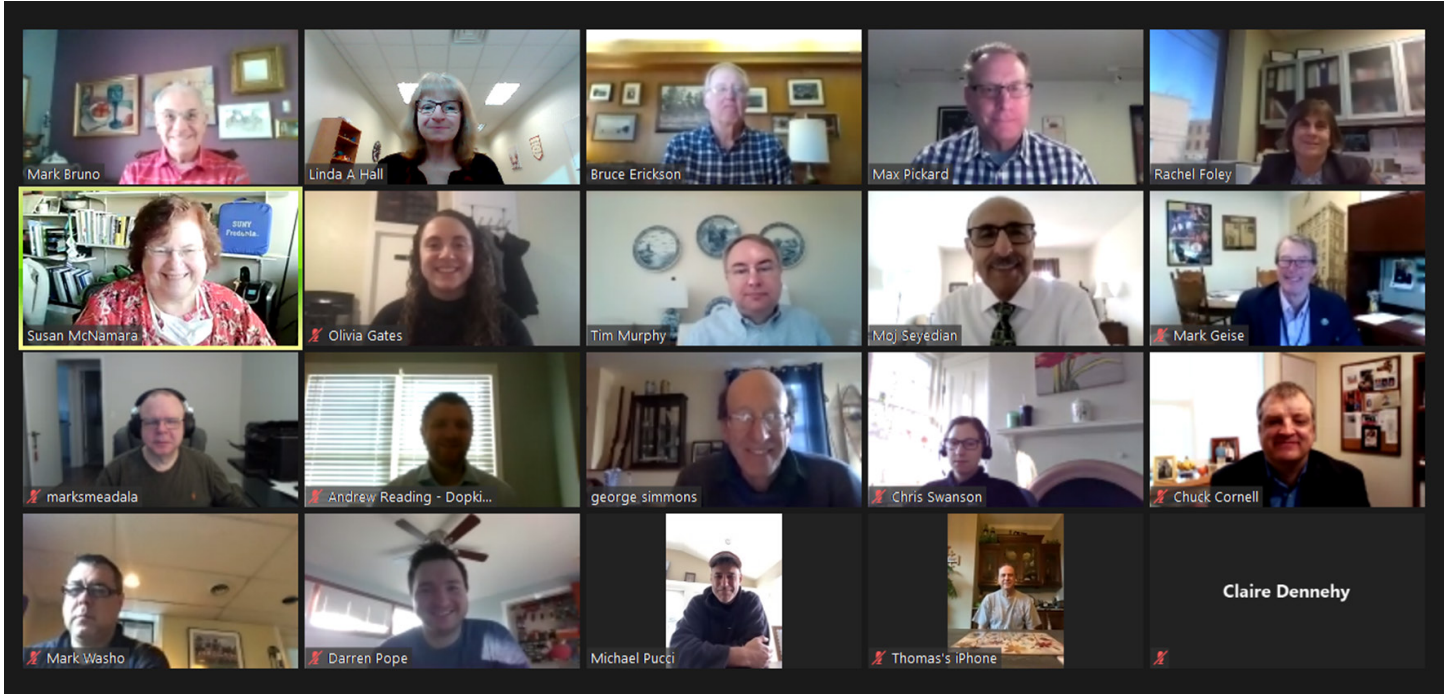 Mark Bruno
Linda A Hall
Bruce Erickson
Max Pickard
Rachel Foley
SUNY
Fredonia
Susan McNamara
Olivia Gates
Tim Murphy
Moj Seyedian
Mark Geise
marksmeadala
Andrew Reading - Dopki...
george simmons
Chris Swanson
Chuck Cornell
Mark Washo
Darren Pope
Michael Pucci
Thomas's iPhone
Claire Dennehy